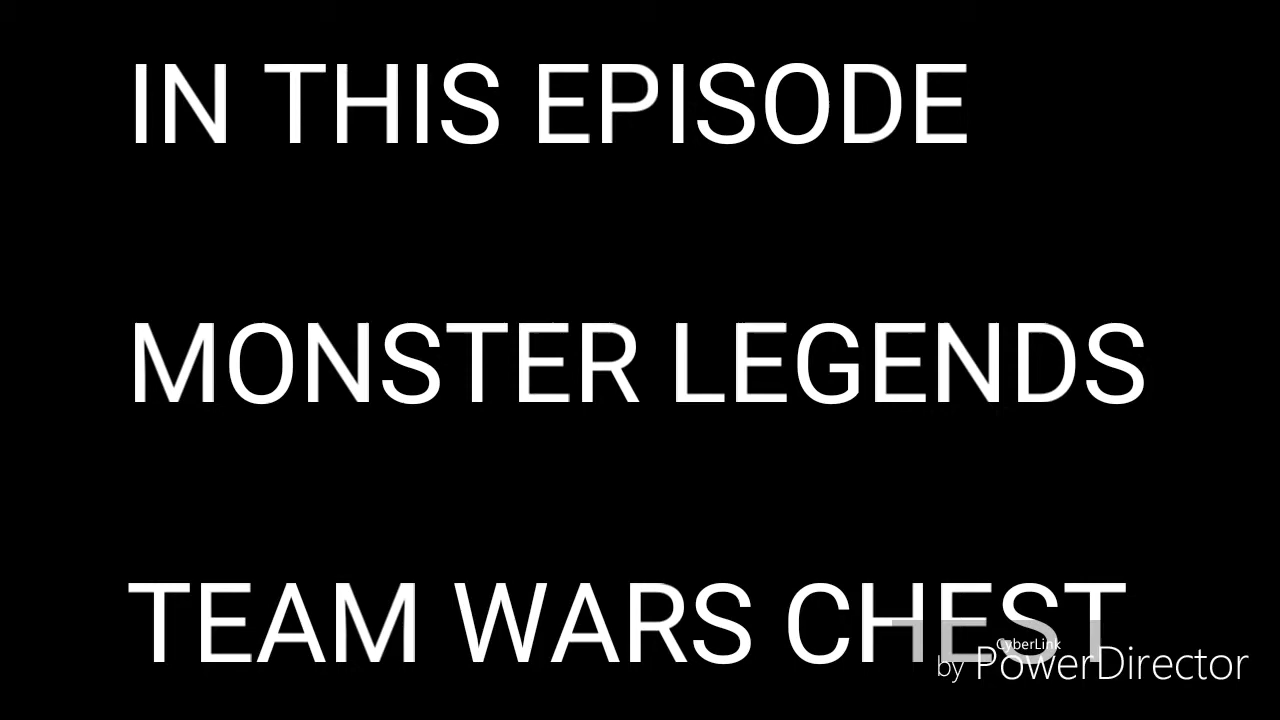 IN THIS EPISODE
MONSTER LEGENDS
TEAM WARS CHEST
CyberLink
by PowerDirector